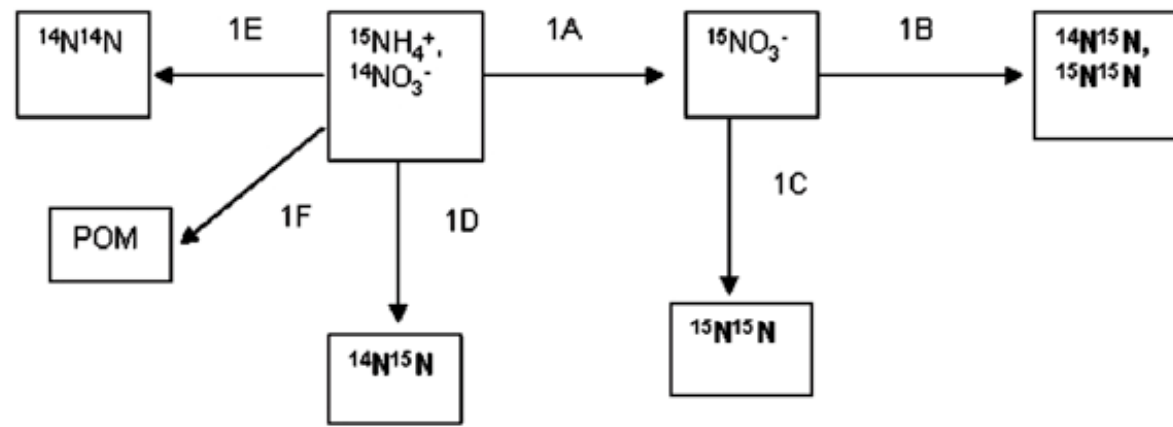 ¹⁴N¹⁴N
1E
¹⁵NH₄⁺,
¹⁴NO₃⁻
1A
¹⁵NO₃⁻
1B
¹⁴N¹⁵N,
¹⁵N¹⁵N
POM
1F
1D
1C
¹⁴N¹⁵N
¹⁵N¹⁵N